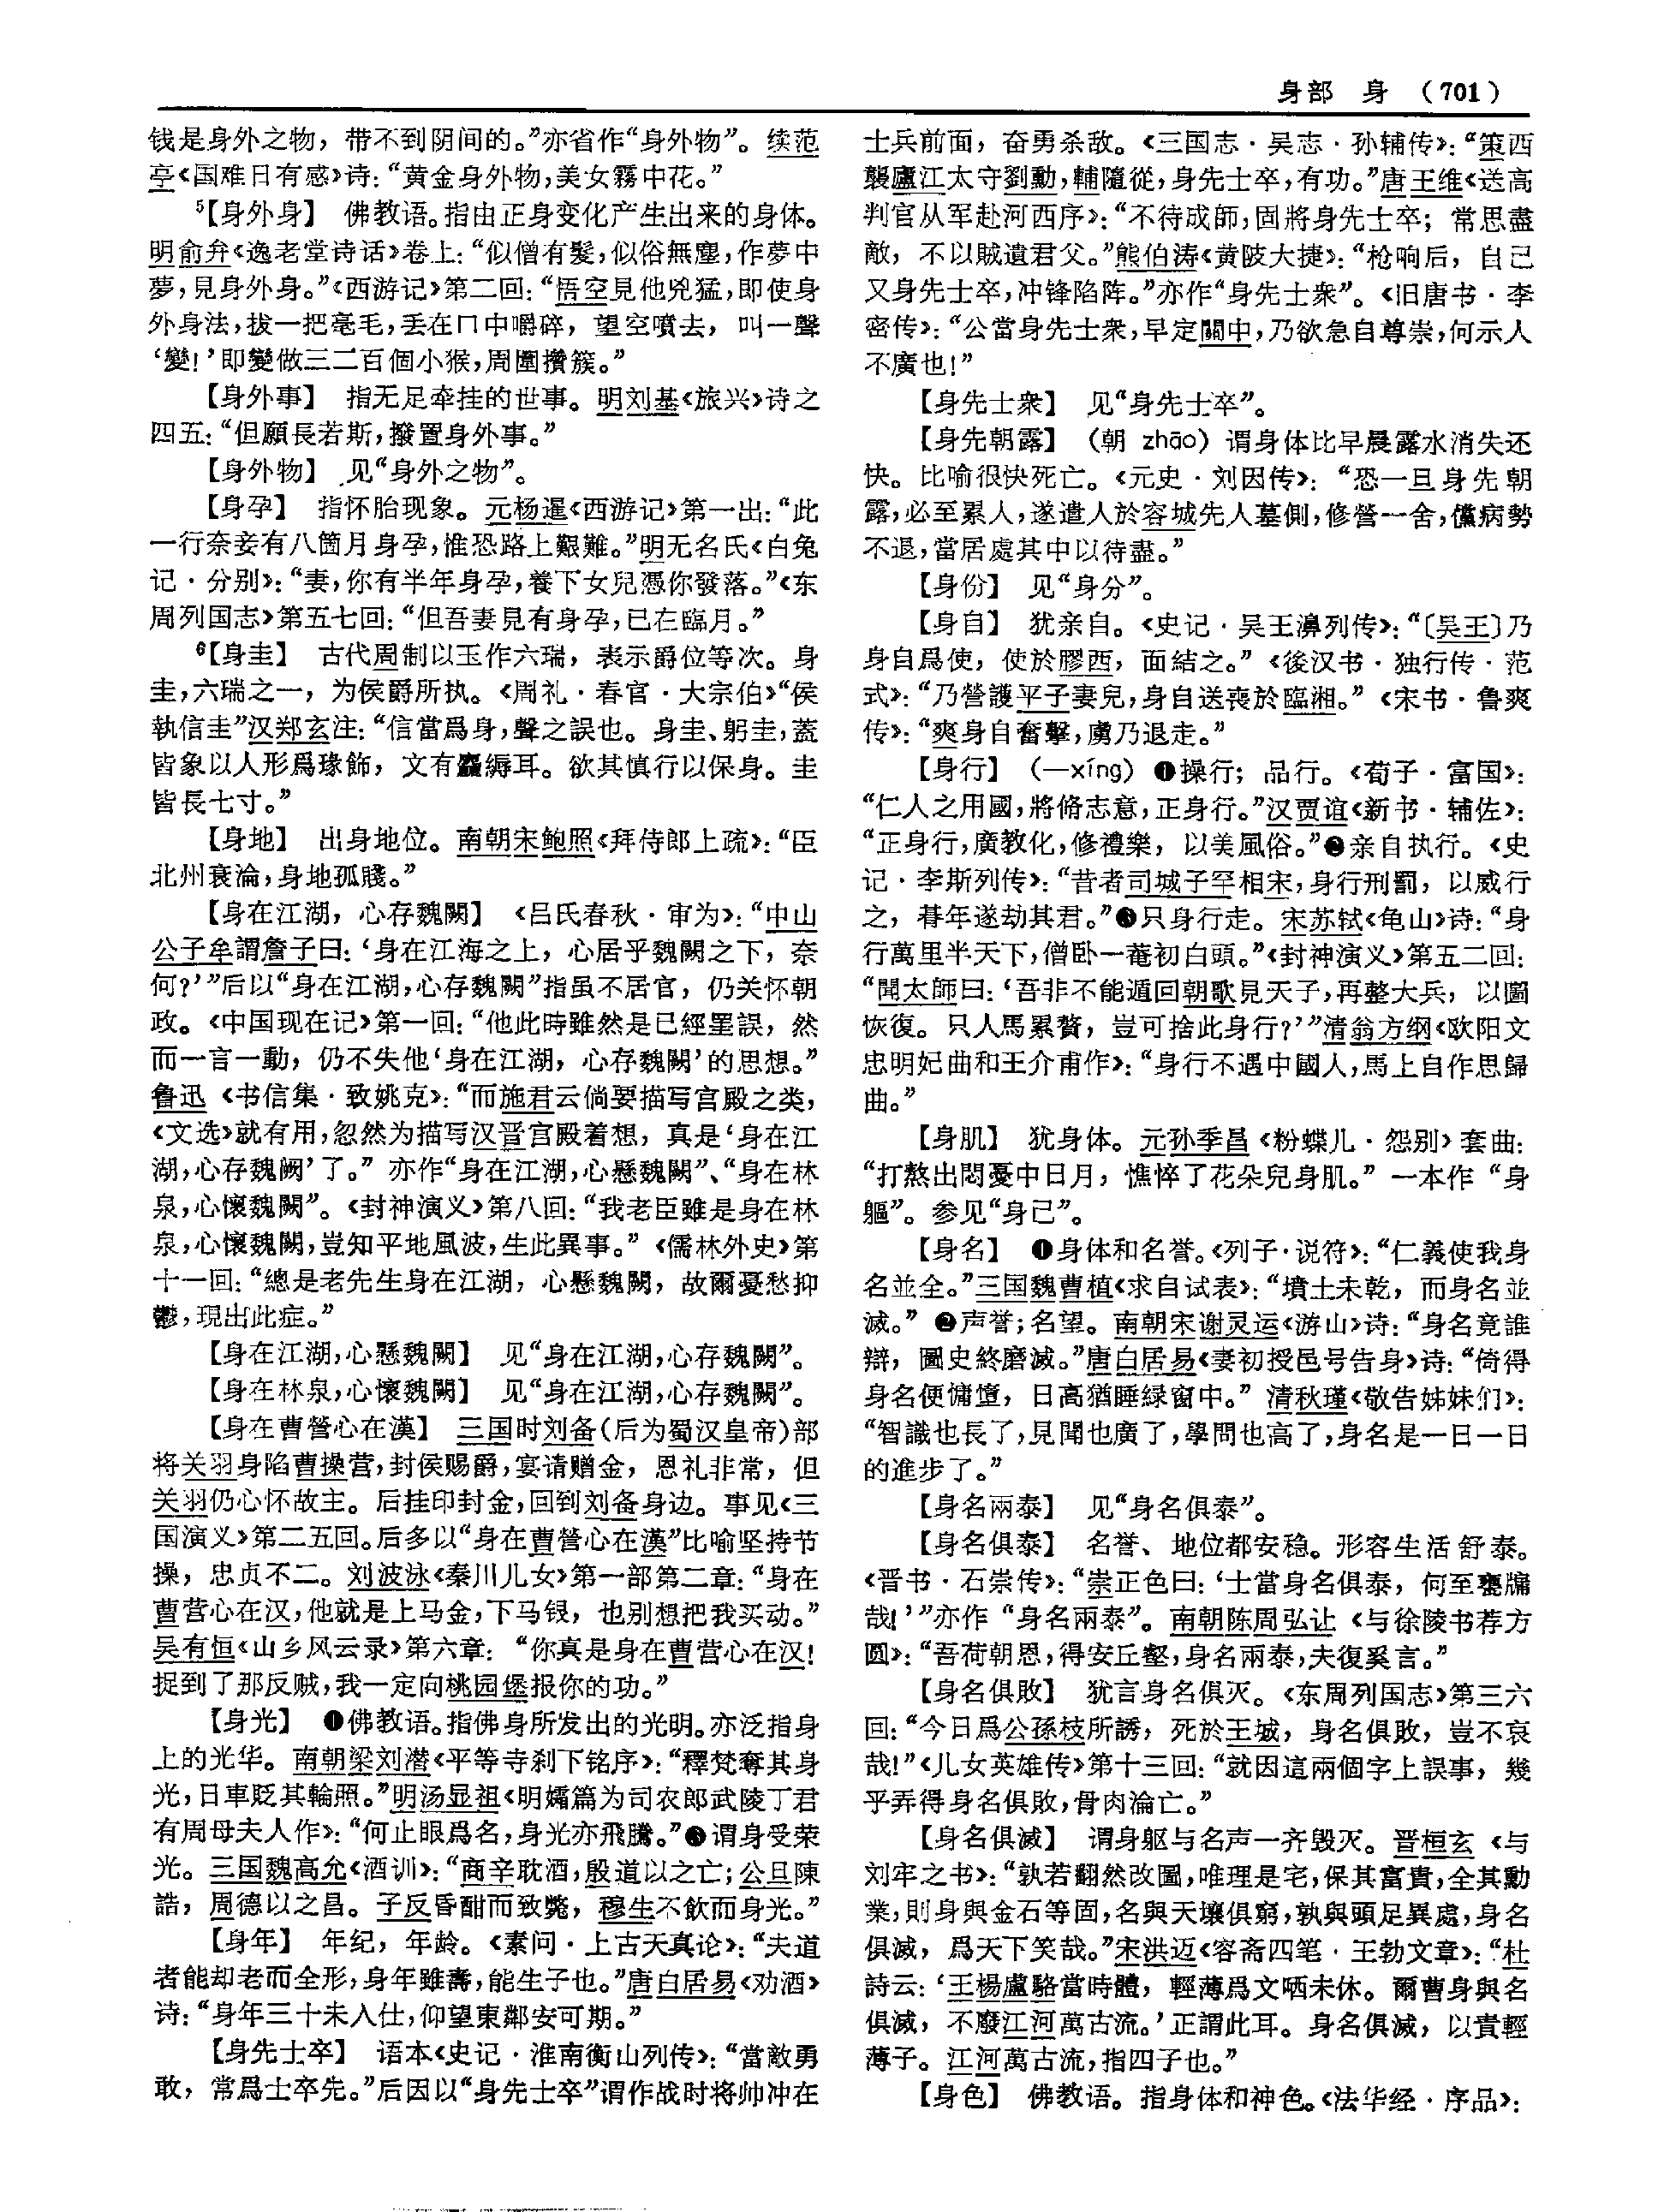 身部　身　（701）
钱是身外之物，带不到阴间的。”亦省作“身外物”。续范
亭《国难日有感》诗：“黄金身外物，美女霧中花。”
⁵【身外身】　佛教语。指由正身变化产生出来的身体。
明俞弁《逸老堂诗话》卷上：“似僧有髮，似俗無塵，作夢中
夢，見身外身。”《西游记》第二回：“悟空見他兇猛，即使身
外身法，拔一把毫毛，丢在口中嚼碎，望空噴去，叫一聲
‘變！’即變做三二百個小猴，周圍攢簇。”
【身外事】　指无足牵挂的世事。明刘基《旅兴》诗之
四五：“但願長若斯，撥置身外事。”
【身外物】　见“身外之物”。
【身孕】　指怀胎现象。元杨暹《西游记》第一出：“此
一行奈妾有八箇月身孕，惟恐路上艱難。”明无名氏《白兔
记·分别》：“妻，你有半年身孕，養下女兒憑你發落。”《东
周列国志》第五七回：“但吾妻見有身孕，已在臨月。”
⁶【身圭】　古代周制以玉作六瑞，表示爵位等次。身
圭，六瑞之一，为侯爵所执。《周礼·春官·大宗伯》“侯
執信圭”汉郑玄注：“信當爲身，聲之誤也。身圭、躬圭，蓋
皆象以人形爲瑑飾，文有麤縟耳。欲其慎行以保身。圭
皆長七寸。”
【身地】　出身地位。南朝宋鲍照《拜侍郎上疏》：“臣
北州衰淪，身地孤賤。”
【身在江湖，心存魏闕】　《吕氏春秋·审为》：“中山
公子牟謂詹子曰：‘身在江海之上，心居乎魏闕之下，奈
何？’”后以“身在江湖，心存魏闕”指虽不居官，仍关怀朝
政。《中国现在记》第一回：“他此時雖然是已經罣誤，然
而一言一動，仍不失他‘身在江湖，心存魏闕’的思想。”
鲁迅《书信集·致姚克》：“而施君云倘要描写宫殿之类，
《文选》就有用，忽然为描写汉晋宫殿着想，真是‘身在江
湖，心存魏阙’了。”亦作“身在江湖，心懸魏闕”、“身在林
泉，心懷魏闕”。《封神演义》第八回：“我老臣雖是身在林
泉，心懷魏闕，豈知平地風波，生此異事。”《儒林外史》第
十一回：“總是老先生身在江湖，心懸魏闕，故爾憂愁抑
鬱，現出此症。”
【身在江湖，心懸魏闕】　见“身在江湖，心存魏闕”。
【身在林泉，心懷魏闕】　见“身在江湖，心存魏闕”。
【身在曹營心在漢】　三国时刘备（后为蜀汉皇帝）部
将关羽身陷曹操营，封侯赐爵，宴请赠金，恩礼非常，但
关羽仍心怀故主。后挂印封金，回到刘备身边。事见《三
国演义》第二五回。后多以“身在曹營心在漢”比喻坚持节
操，忠贞不二。刘波泳《秦川儿女》第一部第二章：“身在
曹营心在汉，他就是上马金，下马银，也别想把我买动。”
吴有恒《山乡风云录》第六章：“你真是身在曹营心在汉！
捉到了那反贼，我一定向桃园堡报你的功。”
【身光】　❶佛教语。指佛身所发出的光明。亦泛指身
上的光华。南朝梁刘潜《平等寺刹下铭序》：“釋梵奪其身
光，日車貶其輪照。”明汤显祖《明孀篇为司农郎武陵丁君
有周母夫人作》：“何止眼爲名，身光亦飛騰。”❸谓身受荣
光。三国魏高允《酒训》：“商辛耽酒，殷道以之亡；公旦陳
誥，周德以之昌。子反昏酣而致斃，穆生不飲而身光。”
【身年】　年纪，年龄。《素问·上古天真论》：“夫道
者能却老而全形，身年雖壽，能生子也。”唐白居易《劝酒》
诗：“身年三十未入仕，仰望東鄰安可期。”
【身先士卒】　语本《史记·淮南衡山列传》：“當敵勇
敢，常爲士卒先。”后因以“身先士卒”谓作战时将帅冲在
士兵前面，奋勇杀敌。《三国志·吴志·孙辅传》：“策西
襲廬江太守劉勳，輔隨從，身先士卒，有功。”唐王维《送高
判官从军赴河西序》：“不待成師，固將身先士卒；常思盡
敵，不以賊遺君父。”熊伯涛《黄陂大捷》：“枪响后，自己
又身先士卒，冲锋陷阵。”亦作“身先士衆”。《旧唐书·李
密传》：“公當身先士衆，早定關中，乃欲急自尊崇，何示人
不廣也！”
【身先士衆】　见“身先士卒”。
【身先朝露】　（朝 zhāo）谓身体比早晨露水消失还
快。比喻很快死亡。《元史·刘因传》：“恐一旦身先朝
露，必至累人，遂遣人於容城先人墓側，修營一舍，儻病勢
不退，當居處其中以待盡。”
【身份】　见“身分”。
【身自】　犹亲自。《史记·吴王濞列传》：“〔吴王〕乃
身自爲使，使於膠西，面結之。”《後汉书·独行传·范
式》：“乃營護平子妻兒，身自送喪於臨湘。”《宋书·鲁爽
传》：“爽身自奮擊，虜乃退走。”
【身行】　（—xíng）❶操行；品行。《荀子·富国》：
“仁人之用國，將脩志意，正身行。”汉贾谊《新书·辅佐》：
“正身行，廣教化，修禮樂，以美風俗。”❷亲自执行。《史
记·李斯列传》：“昔者司城子罕相宋，身行刑罰，以威行
之，朞年遂劫其君。”❸只身行走。宋苏轼《龟山》诗：“身
行萬里半天下，僧卧一菴初白頭。”《封神演义》第五二回：
“聞太師曰：‘吾非不能遁回朝歌見天子，再整大兵，以圖
恢復。只人馬累贅，豈可捨此身行？’”清翁方纲《欧阳文
忠明妃曲和王介甫作》：“身行不遇中國人，馬上自作思歸
曲。”
【身肌】　犹身体。元孙季昌《粉蝶儿·怨别》套曲：
“打熬出悶憂中日月，憔悴了花朵兒身肌。”一本作“身
軀”。参见“身己”。
【身名】　❶身体和名誉。《列子·说符》：“仁義使我身
名並全。”三国魏曹植《求自试表》：“墳土未乾，而身名並
滅。”❷声誉；名望。南朝宋谢灵运《游山》诗：“身名竟誰
辯，圖史終磨滅。”唐白居易《妻初授邑号告身》诗：“倚得
身名便慵墮，日高猶睡緑窗中。”清秋瑾《敬告姊妹们》：
“智識也長了，見聞也廣了，學問也高了，身名是一日一日
的進步了。”
【身名兩泰】　见“身名俱泰”。
【身名俱泰】　名誉、地位都安稳。形容生活舒泰。
《晋书·石崇传》：“崇正色曰：‘士當身名俱泰，何至甕牖
哉！’”亦作“身名兩泰”。南朝陈周弘让《与徐陵书荐方
圆》：“吾荷朝恩，得安丘壑，身名兩泰，夫復奚言。”
【身名俱敗】　犹言身名俱灭。《东周列国志》第三六
回：“今日爲公孫枝所誘，死於王城，身名俱敗，豈不哀
哉！”《儿女英雄传》第十三回：“就因這兩個字上誤事，幾
乎弄得身名俱敗，骨肉淪亡。”
【身名俱滅】　谓身躯与名声一齐毁灭。晋桓玄《与
刘牢之书》：“孰若翻然改圖，唯理是宅，保其富貴，全其勳
業，則身與金石等固，名與天壤俱窮，孰與頭足異處，身名
俱滅，爲天下笑哉。”宋洪迈《容斋四笔·王勃文章》：“杜
詩云：‘王楊盧駱當時體，輕薄爲文哂未休。爾曹身與名
俱滅，不廢江河萬古流。’正謂此耳。身名俱滅，以責輕
薄子。江河萬古流，指四子也。”
【身色】　佛教语。指身体和神色。《法华经·序品》：